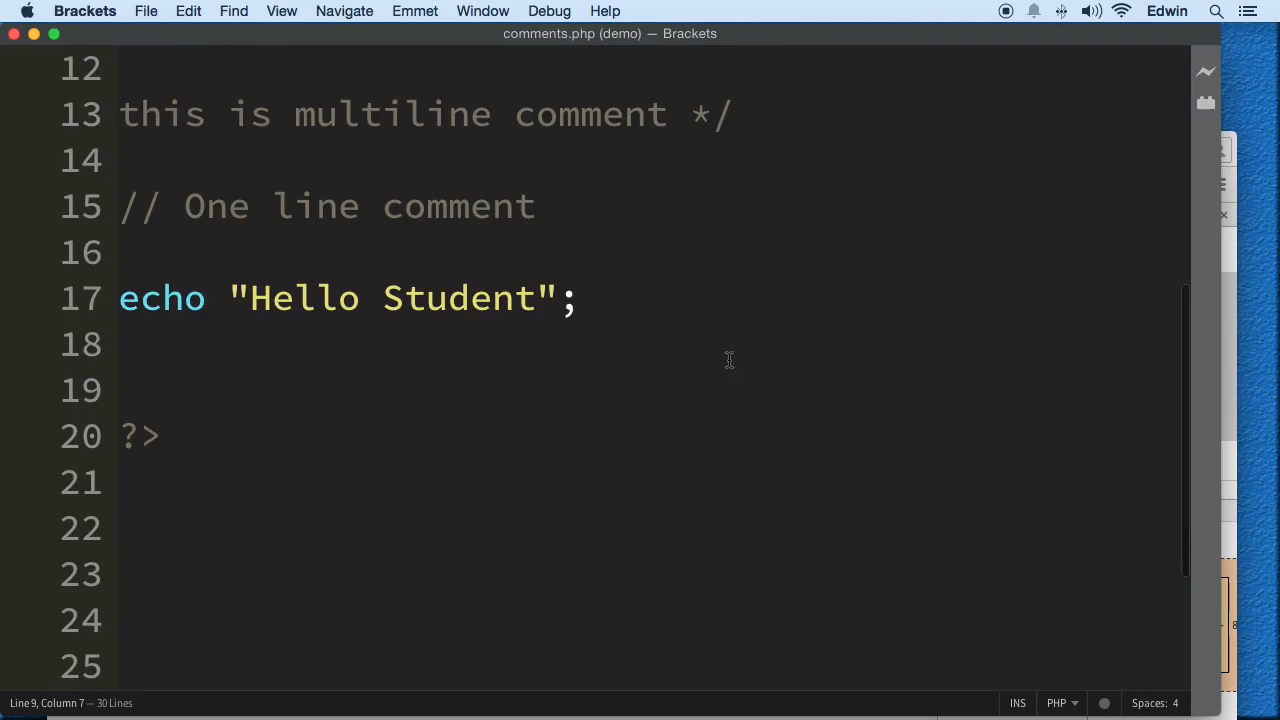 Brackets File Edit Find View Navigate Emmet Window Debug Help Edwin
comments.php (demo) — Brackets
12
13 this is multiline comment */
14
15 // One line comment
16
17 echo "Hello Student";
18
19
20 ?>
21
22
23
24
25
Line 9, Column 7 — 30 Lines INS PHP Spaces: 4
8